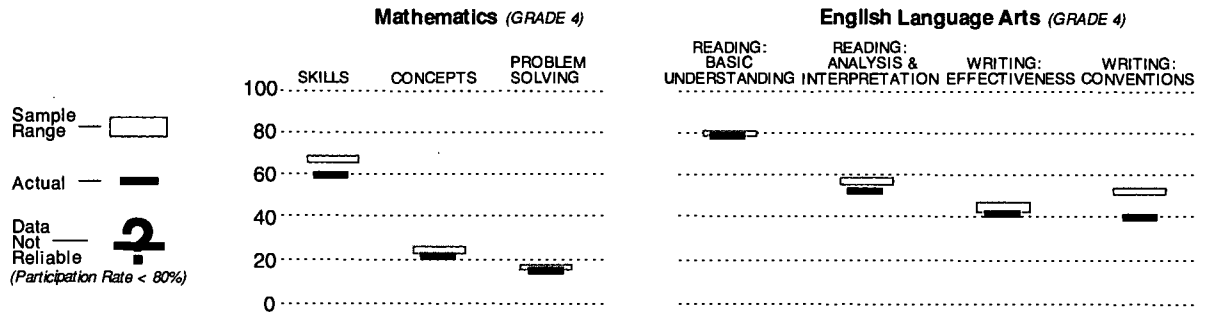 Mathematics (GRADE 4)
SKILLS
CONCEPTS
PROBLEM
SOLVING
English Language Arts (GRADE 4)
READING:
BASIC
UNDERSTANDING
READING:
ANALYSIS &
INTERPRETATION
WRITING:
EFFECTIVENESS
WRITING:
CONVENTIONS
100
80
60
40
20
0
Sample
Range
Actual
Data
Not
Reliable
?
(Participation Rate < 80%)